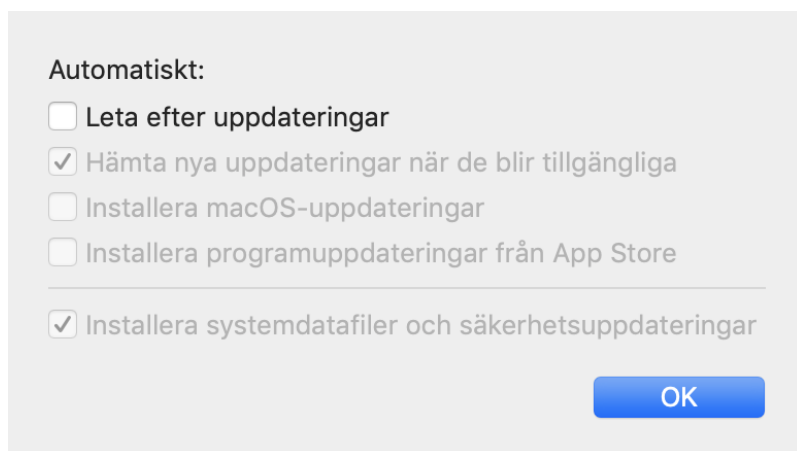 Automatiskt:
Leta efter uppdateringar
Hämta nya uppdateringar när de blir tillgängliga
Installera macOS-uppdateringar
Installera programuppdateringar från App Store
Installera systemdatafiler och säkerhetsuppdateringar
OK